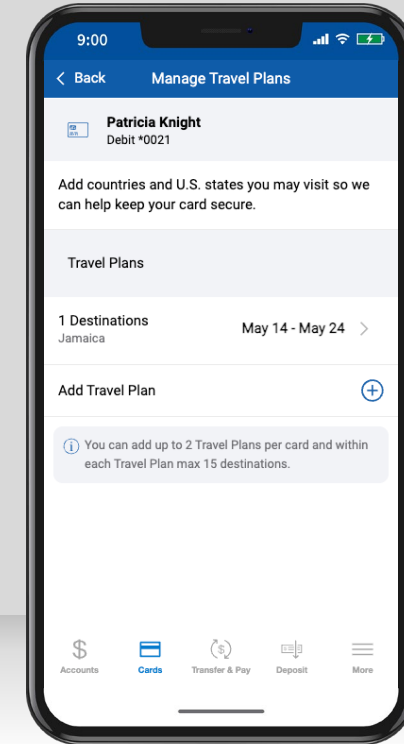 9:00
Back Manage Travel Plans
Patricia Knight
Debit *0021
Add countries and U.S. states you may visit so we
can help keep your card secure.
Travel Plans
1 Destinations May 14 - May 24
Jamaica
Add Travel Plan
You can add up to 2 Travel Plans per card and within
each Travel Plan max 15 destinations.
Accounts Cards Transfer & Pay Deposit More